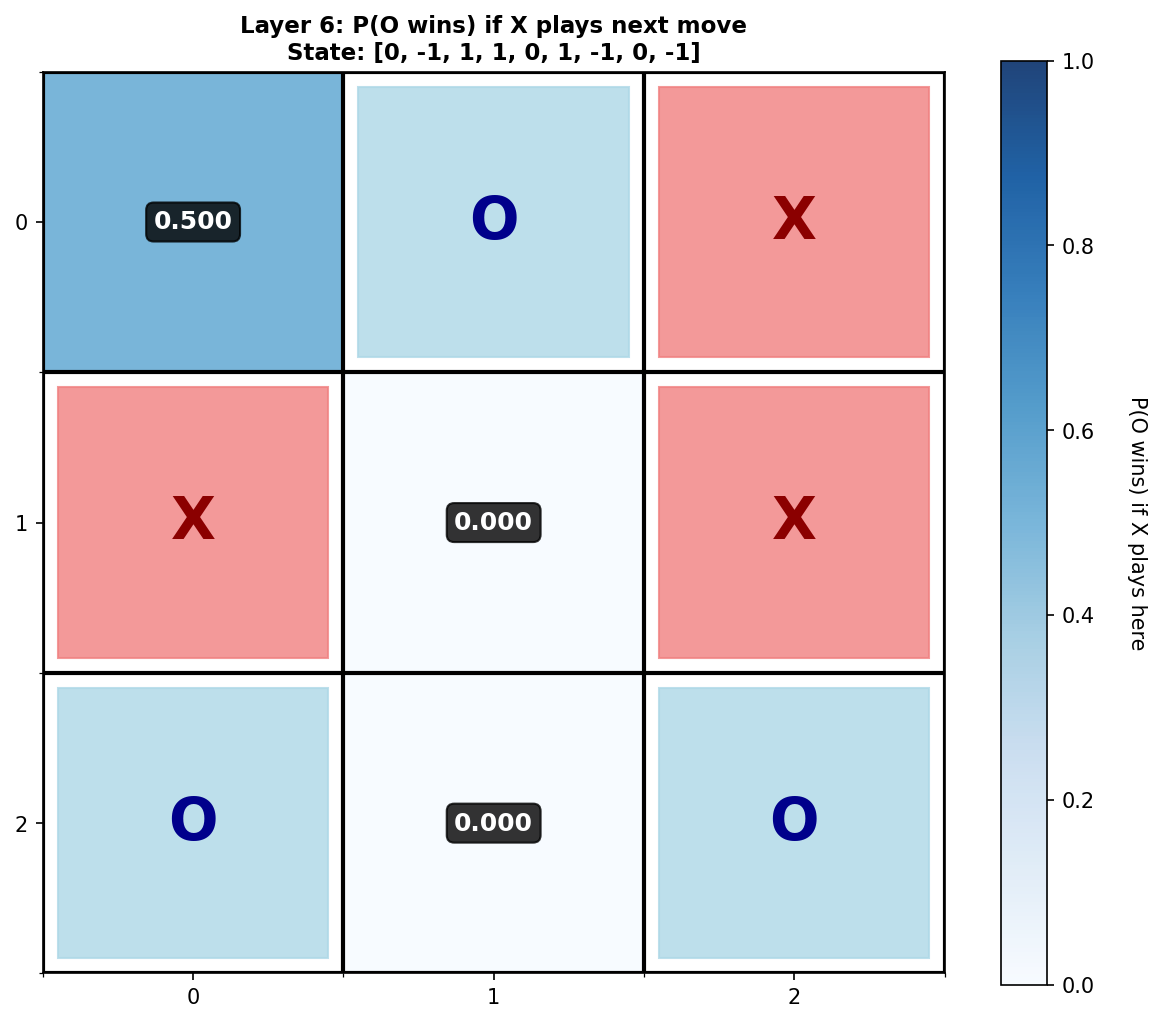 Layer 6: P(O wins) if X plays next move
State: [0, -1, 1, 1, 0, 1, -1, 0, -1]
0.500
O
X
X
0.000
X
O
0.000
O
0
1
2
0
1
2
1.0
0.8
0.6
0.4
0.2
0.0
P(O wins) if X plays here